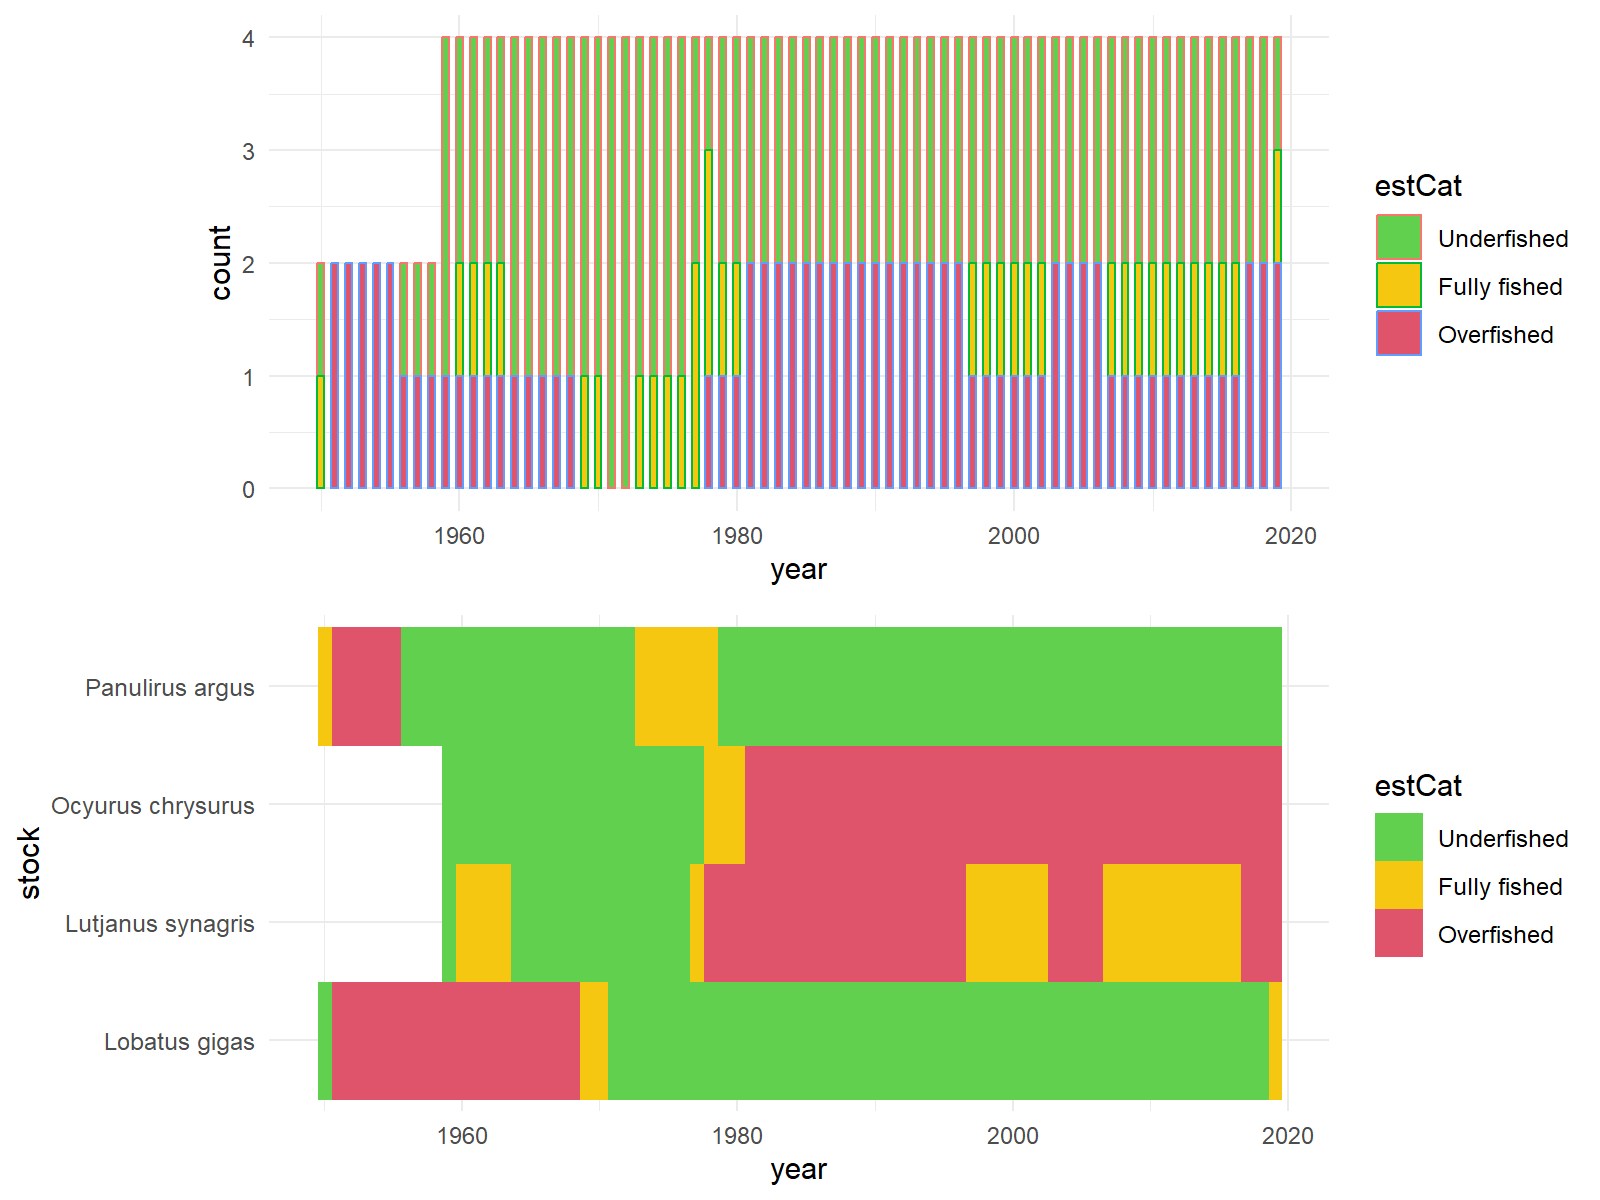 4
3
2
1
0
count
1960 1980 2000 2020
year
estCat
Underfished
Fully fished
Overfished
Panulirus argus
Ocyurus chrysurus
Lutjanus synagris
Lobatus gigas
stock
1960 1980 2000 2020
year
estCat
Underfished
Fully fished
Overfished